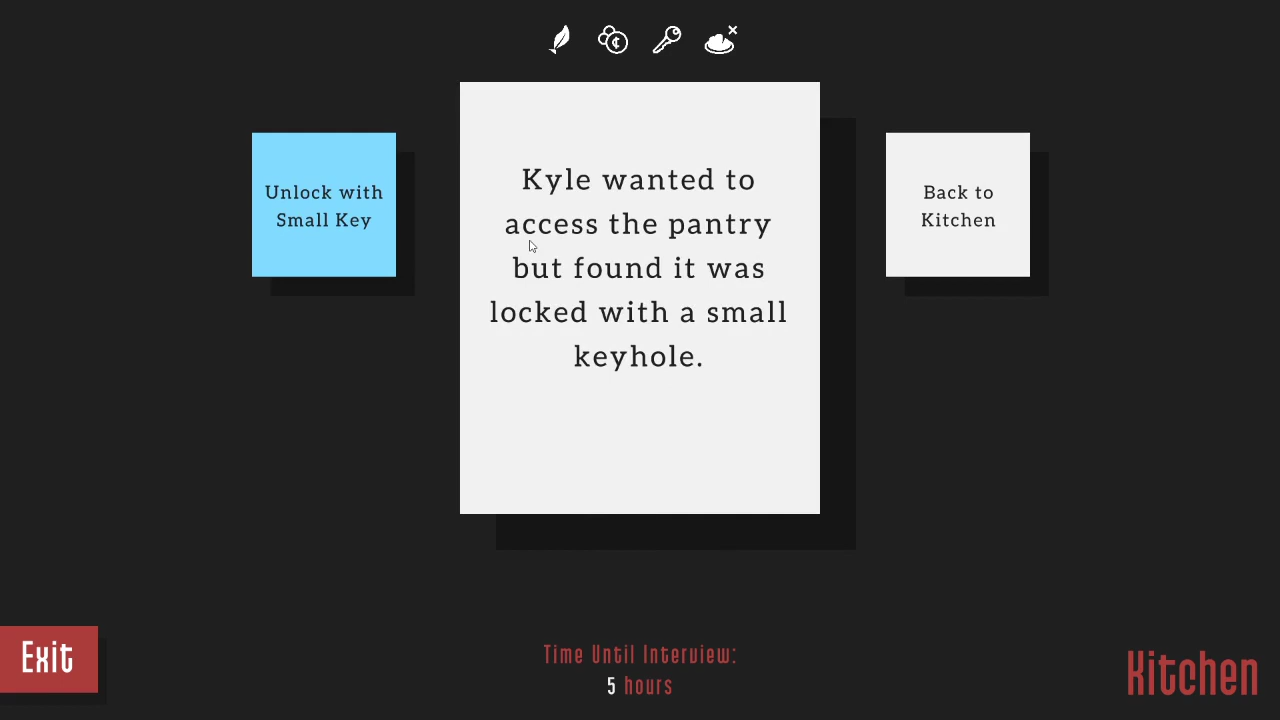 Unlock with
Small Key
Kyle wanted to
access the pantry
but found it was
locked with a small
keyhole.
Back to
Kitchen
Exit
Time Until Interview:
5 hours
Kitchen